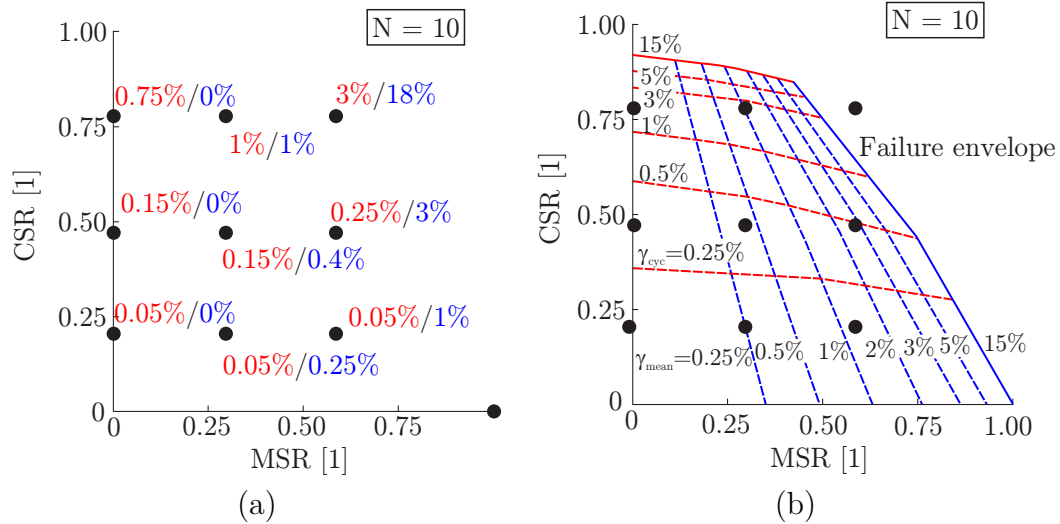 N = 10
1.00
0.75
0.50
0.25
0
CSR [1]
0.75%/0%
3%/18%
1%/1%
0.15%/0%
0.25%/3%
0.15%/0.4%
0.05%/0%
0.05%/1%
0.05%/0.25%
0 0.25 0.50 0.75
MSR [1]
(a)
N = 10
1.00
0.75
0.50
0.25
0
CSR [1]
15%
5%
3%
1%
0.5%
γcyc=0.25%
Failure envelope
γmean=0.25% 0.5% 1% 2% 3% 5% 15%
0 0.25 0.50 0.75 1.00
MSR [1]
(b)